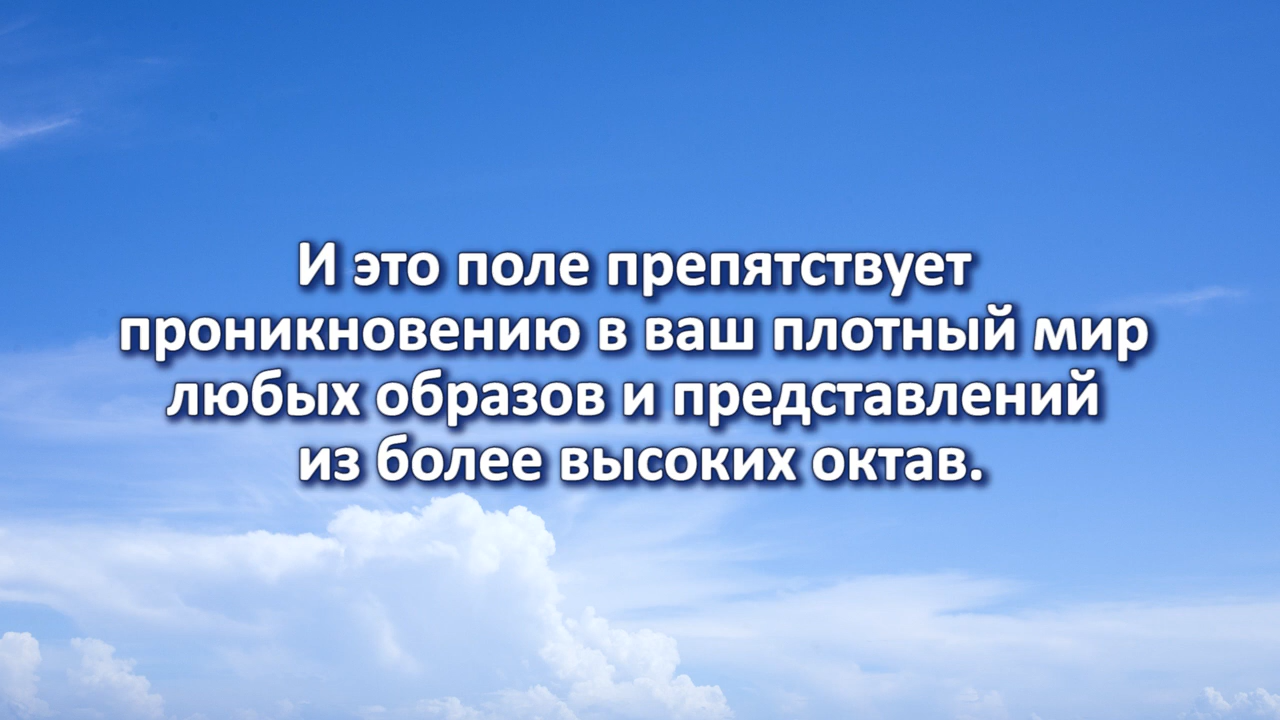 И это поле препятствует
проникновению в ваш плотный мир
любых образов и представлений
из более высоких октав.